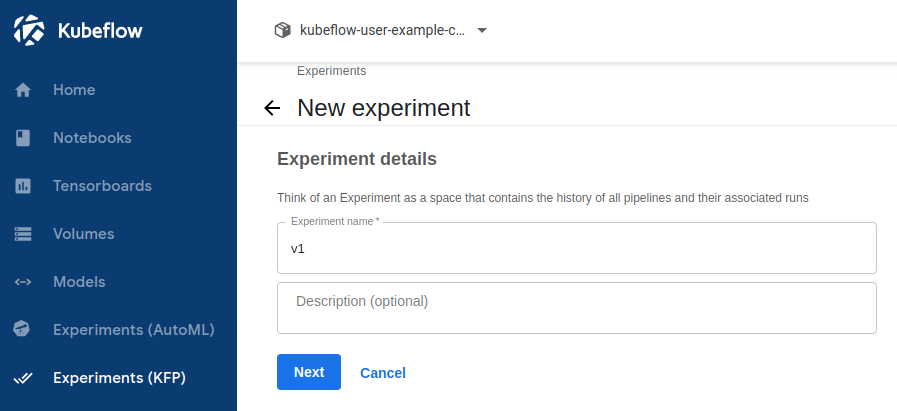 Kubeflow
Home
Notebooks
Tensorboards
Volumes
Models
Experiments (AutoML)
Experiments (KFP)
kubeflow-user-example-c...
Experiments
New experiment
Experiment details
Think of an Experiment as a space that contains the history of all pipelines and their associated runs
Experiment name *
v1
Description (optional)
Next Cancel